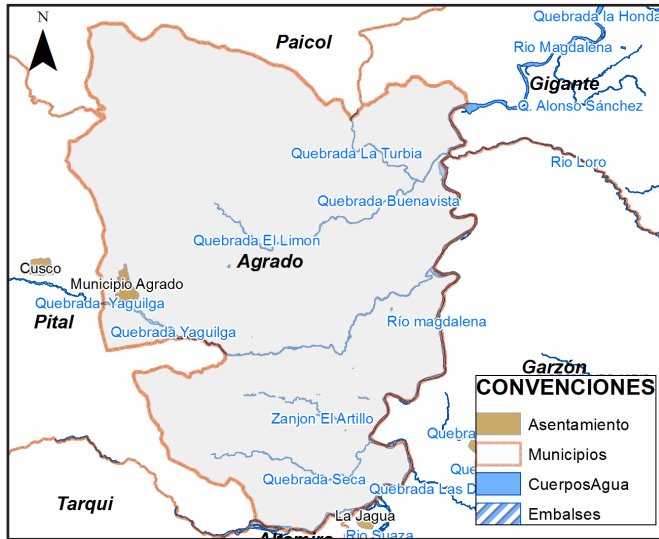 N
Quebrada la Honda
Paicol
Rio Magdalena
Gigante
Q. Alonso Sánchez
Quebrada La Turbia
Rio Loro
Quebrada Buenavista
Quebrada El Limon
Agrado
Cusco
Municipio Agrado
Quebrada Yaguilga
Pital
Río magdalena
Quebrada Yaguilga
Garzón
CONVENCIONES
Asentamiento
Zanjon El Artillo
Municipios
Quebrada Seca
CuerposAgua
Quebrada Las D
Tarqui
La Jagua
Embalses
Rio Suaza